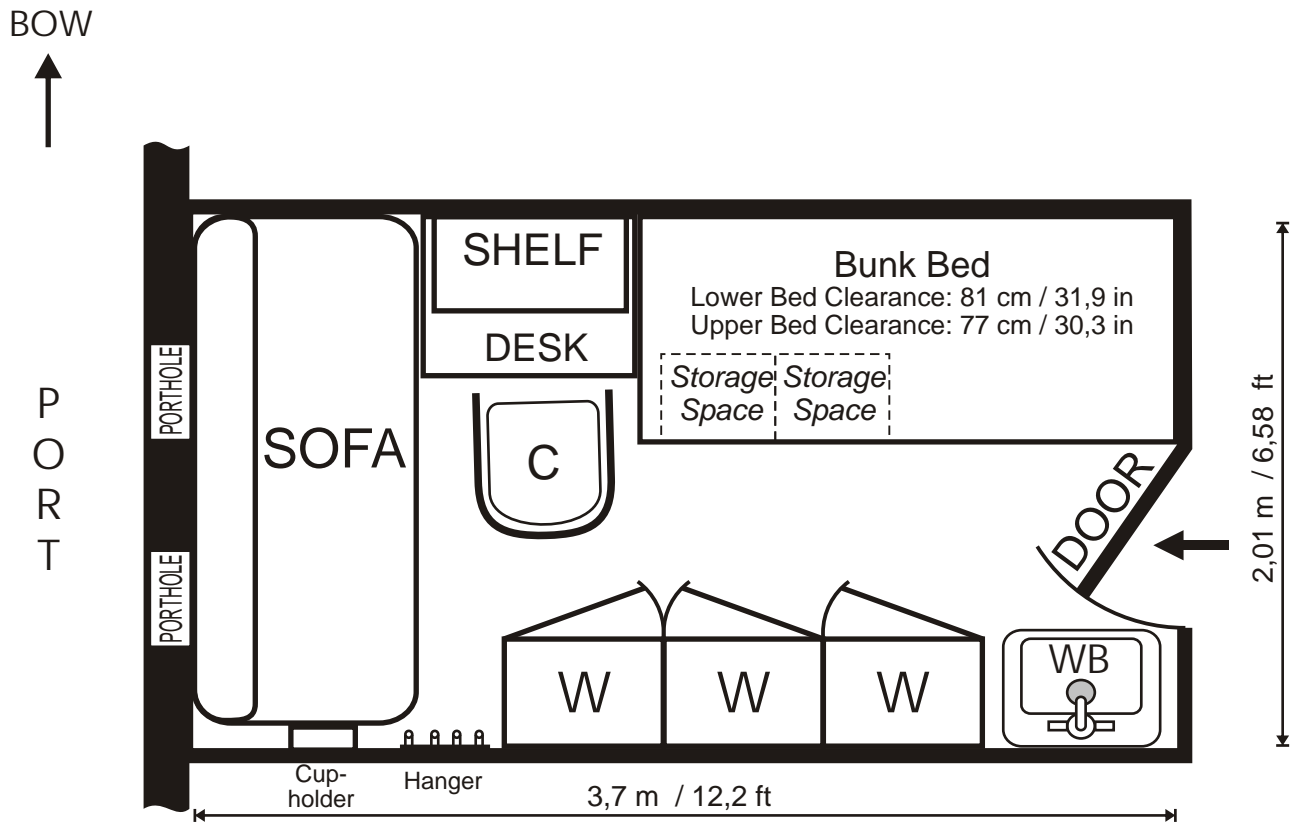 BOW
SHELF
DESK
Bunk Bed
Lower Bed Clearance: 81 cm / 31,9 in
Upper Bed Clearance: 77 cm / 30,3 in
Storage Space
Storage Space
PORT
PORTHOLE
PORTHOLE
SOFA
C
DOOR
2,01 m / 6,58 ft
W
W
W
WB
Cup-
holder
Hanger
3,7 m / 12,2 ft